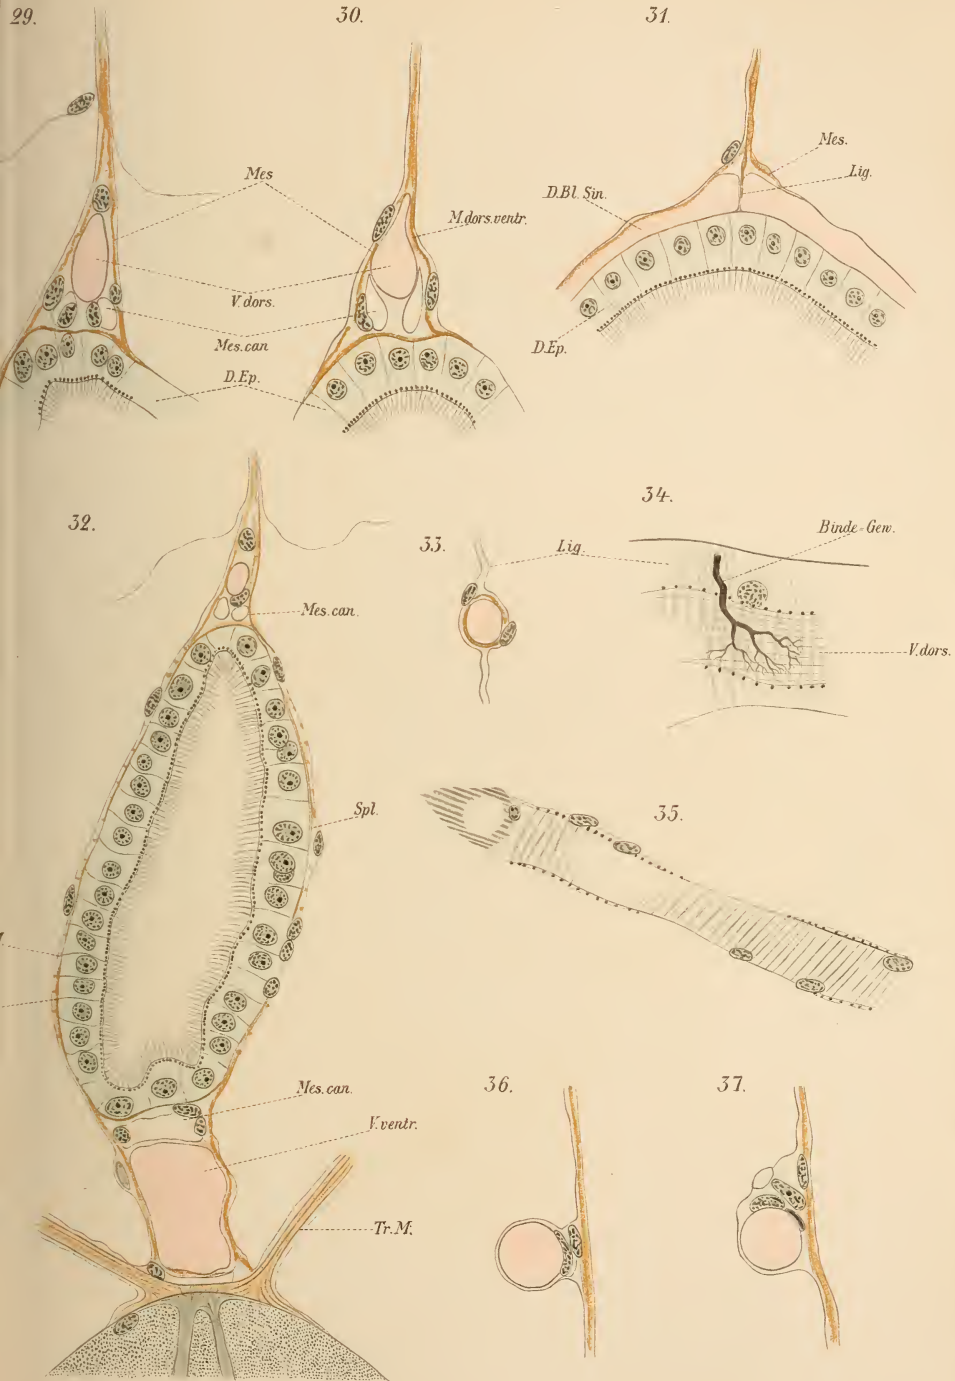 29.
30.
31.
Mes
M.dors.ventr.
V.dors.
Mes.can
D.Ep.
D.Bl.Sin.
Mes.
Lig.
D.Ep.
32.
33.
34.
Lig.
Binde-Gew.
V.dors.
Mes.can.
Spl.
35.
Mes.can.
V.ventr.
Tr.M.
36.
37.